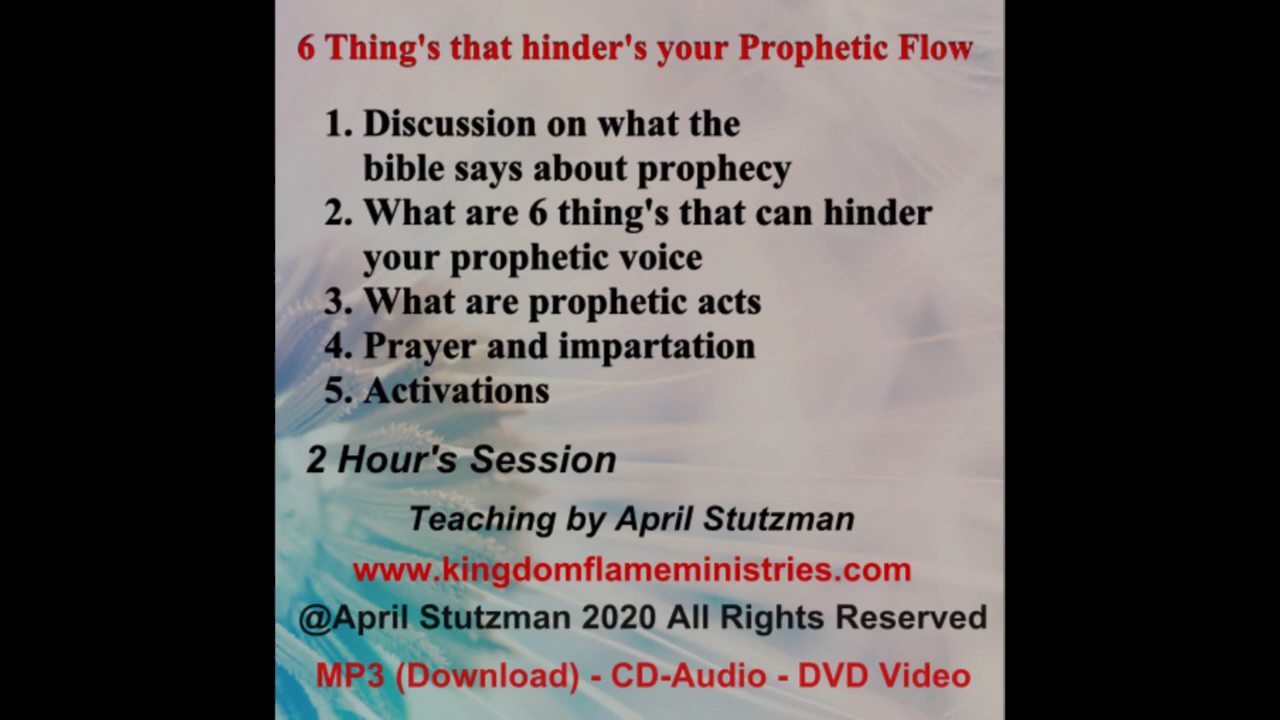 6 Thing's that hinder's your Prophetic Flow
1. Discussion on what the
bible says about prophecy
2. What are 6 thing's that can hinder
your prophetic voice
3. What are prophetic acts
4. Prayer and impartation
5. Activations
2 Hour's Session
Teaching by April Stutzman
www.kingdomflameministries.com
@April Stutzman 2020 All Rights Reserved
MP3 (Download) - CD-Audio - DVD Video